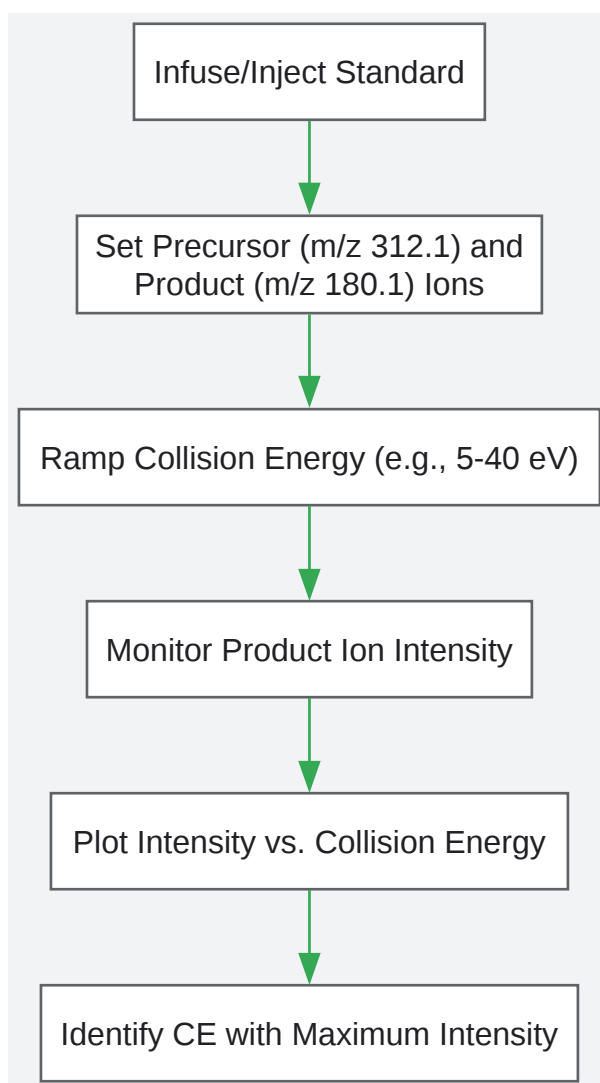 Infuse/Inject Standard
Set Precursor (m/z 312.1) and
Product (m/z 180.1) Ions
Ramp Collision Energy (e.g., 5-40 eV)
Monitor Product Ion Intensity
Plot Intensity vs. Collision Energy
Identify CE with Maximum Intensity